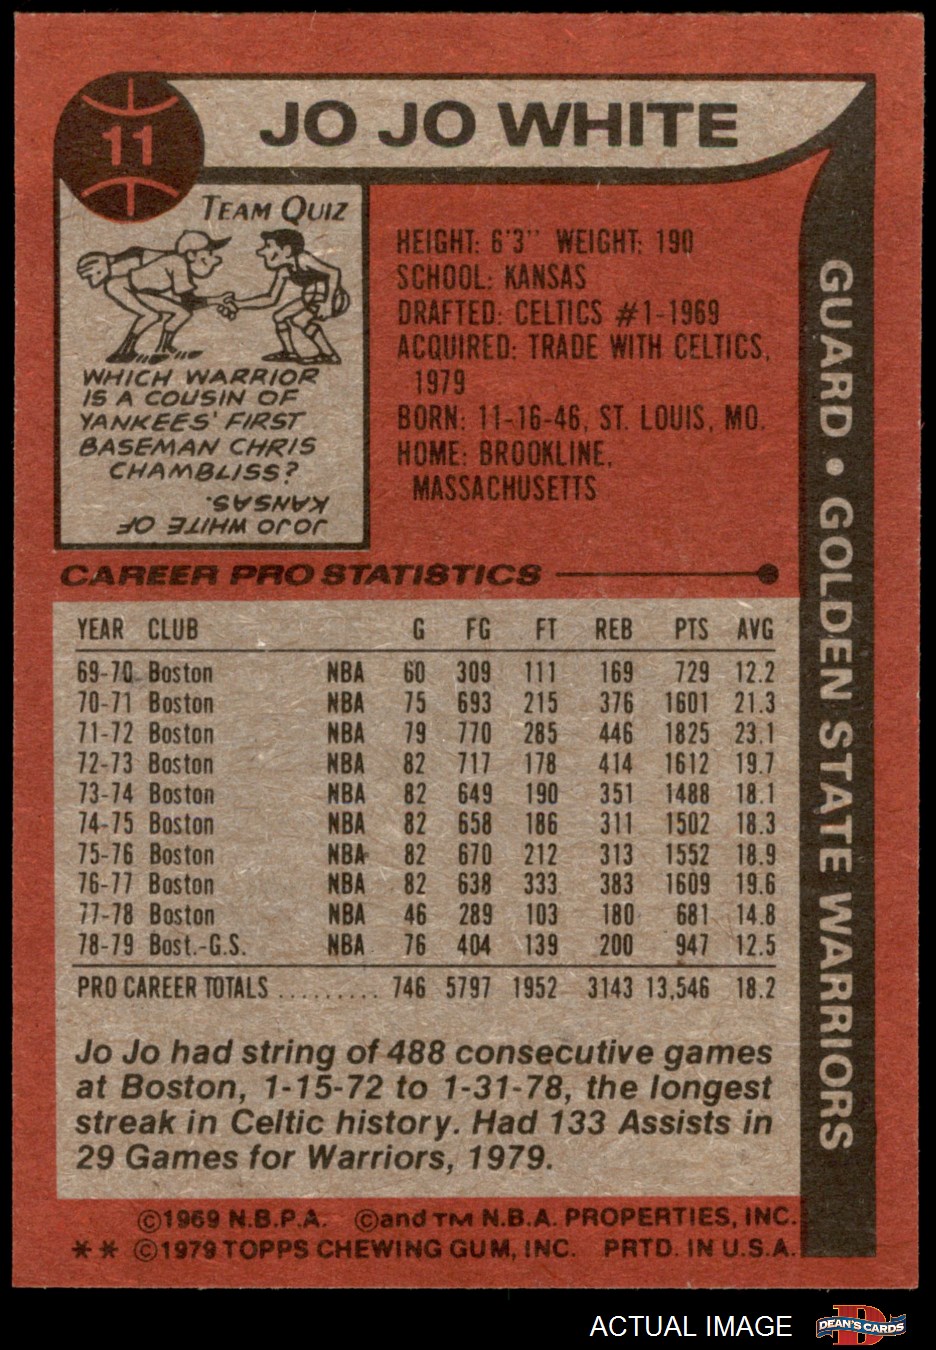 11
JO JO WHITE
TEAM QUIZ
WHICH WARRIOR
IS A COUSIN OF
YANKEES' FIRST
BASEMAN CHRIS
CHAMBLISS?
JOJO WHITE OF
KANSAS.
HEIGHT: 6'3" WEIGHT: 190
SCHOOL: KANSAS
DRAFTED: CELTICS #1-1969
ACQUIRED: TRADE WITH CELTICS,
1979
BORN: 11-16-46, ST. LOUIS, MO.
HOME: BROOKLINE,
MASSACHUSETTS
GUARD • GOLDEN STATE WARRIORS
CAREER PRO STATISTICS
YEAR CLUB G FG FT REB PTS AVG
69-70 Boston NBA 60 309 111 169 729 12.2
70-71 Boston NBA 75 693 215 376 1601 21.3
71-72 Boston NBA 79 770 285 446 1825 23.1
72-73 Boston NBA 82 717 178 414 1612 19.7
73-74 Boston NBA 82 649 190 351 1488 18.1
74-75 Boston NBA 82 658 186 311 1502 18.3
75-76 Boston NBA 82 670 212 313 1552 18.9
76-77 Boston NBA 82 638 333 383 1609 19.6
77-78 Boston NBA 46 289 103 180 681 14.8
78-79 Bost.-G.S. NBA 76 404 139 200 947 12.5
PRO CAREER TOTALS ......... 746 5797 1952 3143 13,546 18.2
Jo Jo had string of 488 consecutive games
at Boston, 1-15-72 to 1-31-78, the longest
streak in Celtic history. Had 133 Assists in
29 Games for Warriors, 1979.
©1969 N.B.P.A. ©and TM N.B.A. PROPERTIES, INC.
** ©1979 TOPPS CHEWING GUM, INC. PRTD. IN U.S.A.
ACTUAL IMAGE
D
DEAN'S CARDS